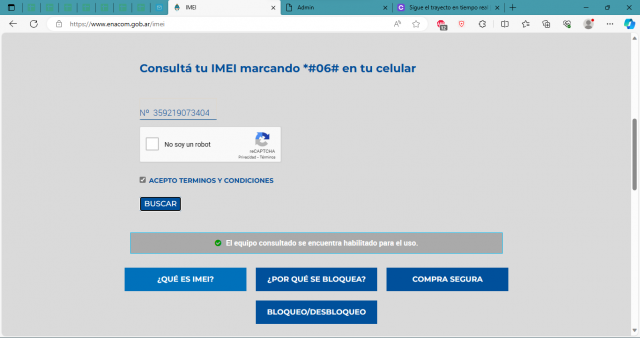 IMEI
Admin
Sigue el trayecto en tiempo real
https://www.enacom.gob.ar/imei
Consultá tu IMEI marcando *#06# en tu celular
Nº 359219073404
No soy un robot
reCAPTCHA
Privacidad - Términos
ACEPTO TERMINOS Y CONDICIONES
BUSCAR
El equipo consultado se encuentra habilitado para el uso.
¿QUÉ ES IMEI?
¿POR QUÉ SE BLOQUEA?
COMPRA SEGURA
BLOQUEO/DESBLOQUEO